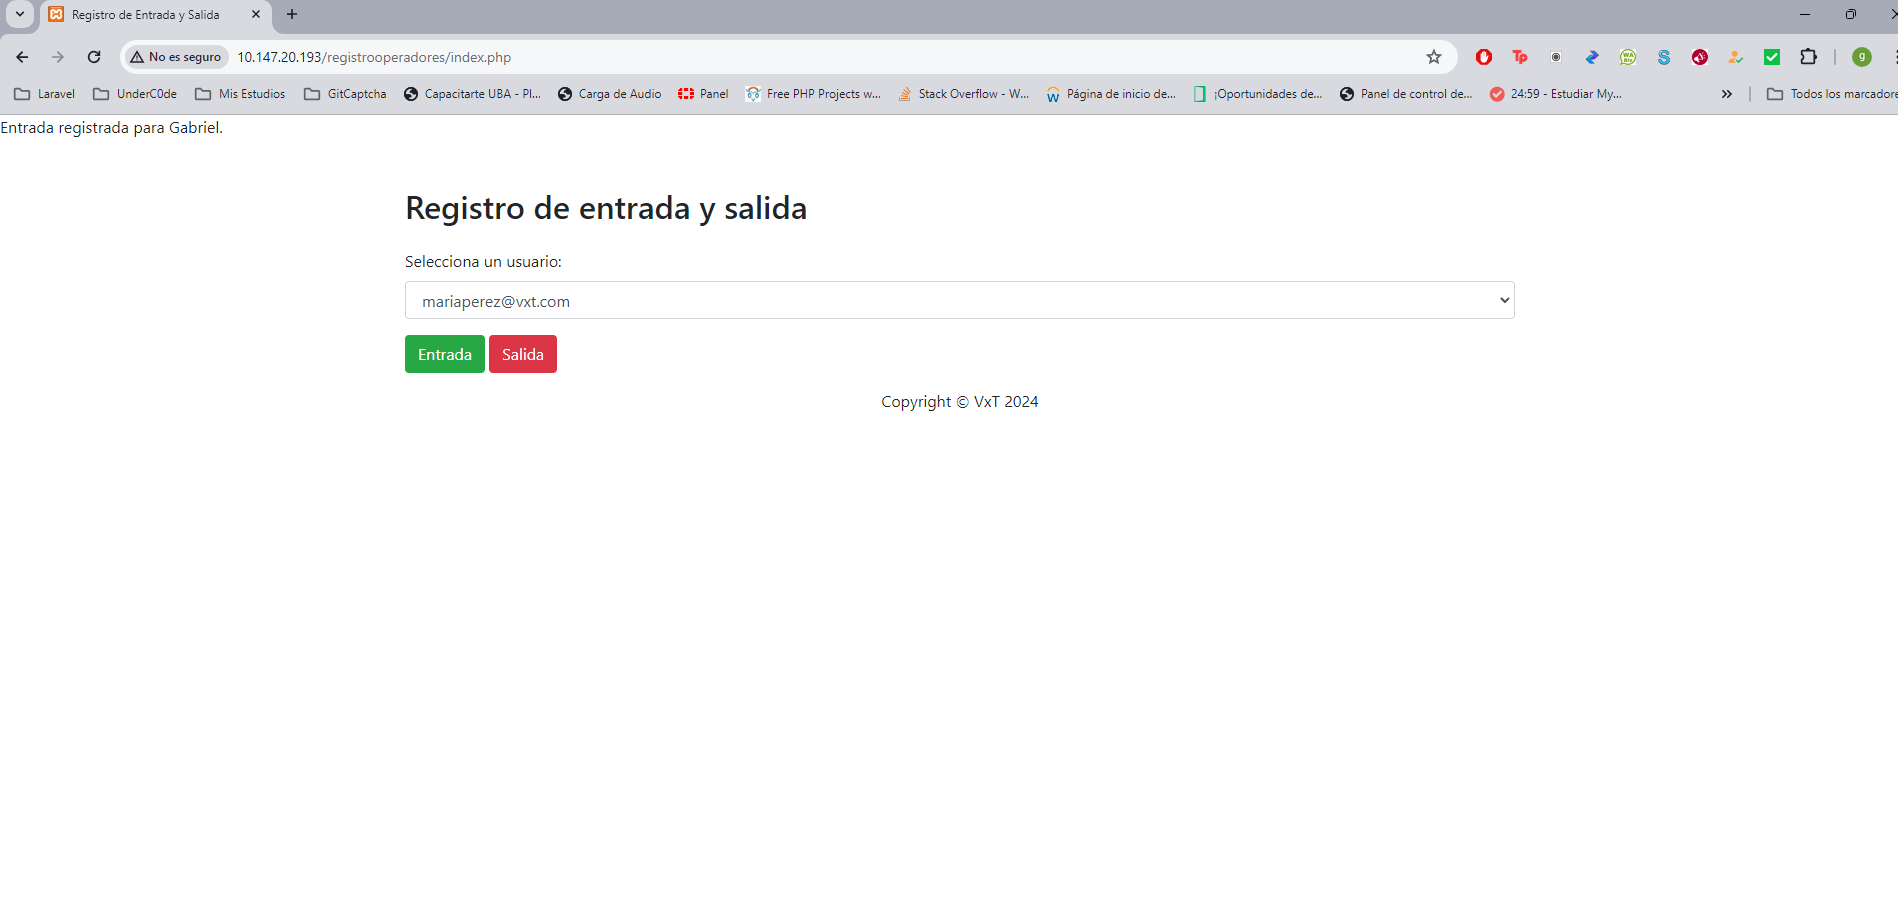 Registro de Entrada y Salida
No es seguro 10.147.20.193/registrooperadores/index.php
Laravel UnderC0de Mis Estudios GitCaptcha Capacitarte UBA - Pl... Carga de Audio Panel Free PHP Projects w... Stack Overflow - W... Página de inicio de... ¡Oportunidades de... Panel de control de... 24:59 - Estudiar My... Todos los marcadore
Entrada registrada para Gabriel.
Registro de entrada y salida
Selecciona un usuario:
mariaperez@vxt.com
Entrada Salida
Copyright © VxT 2024